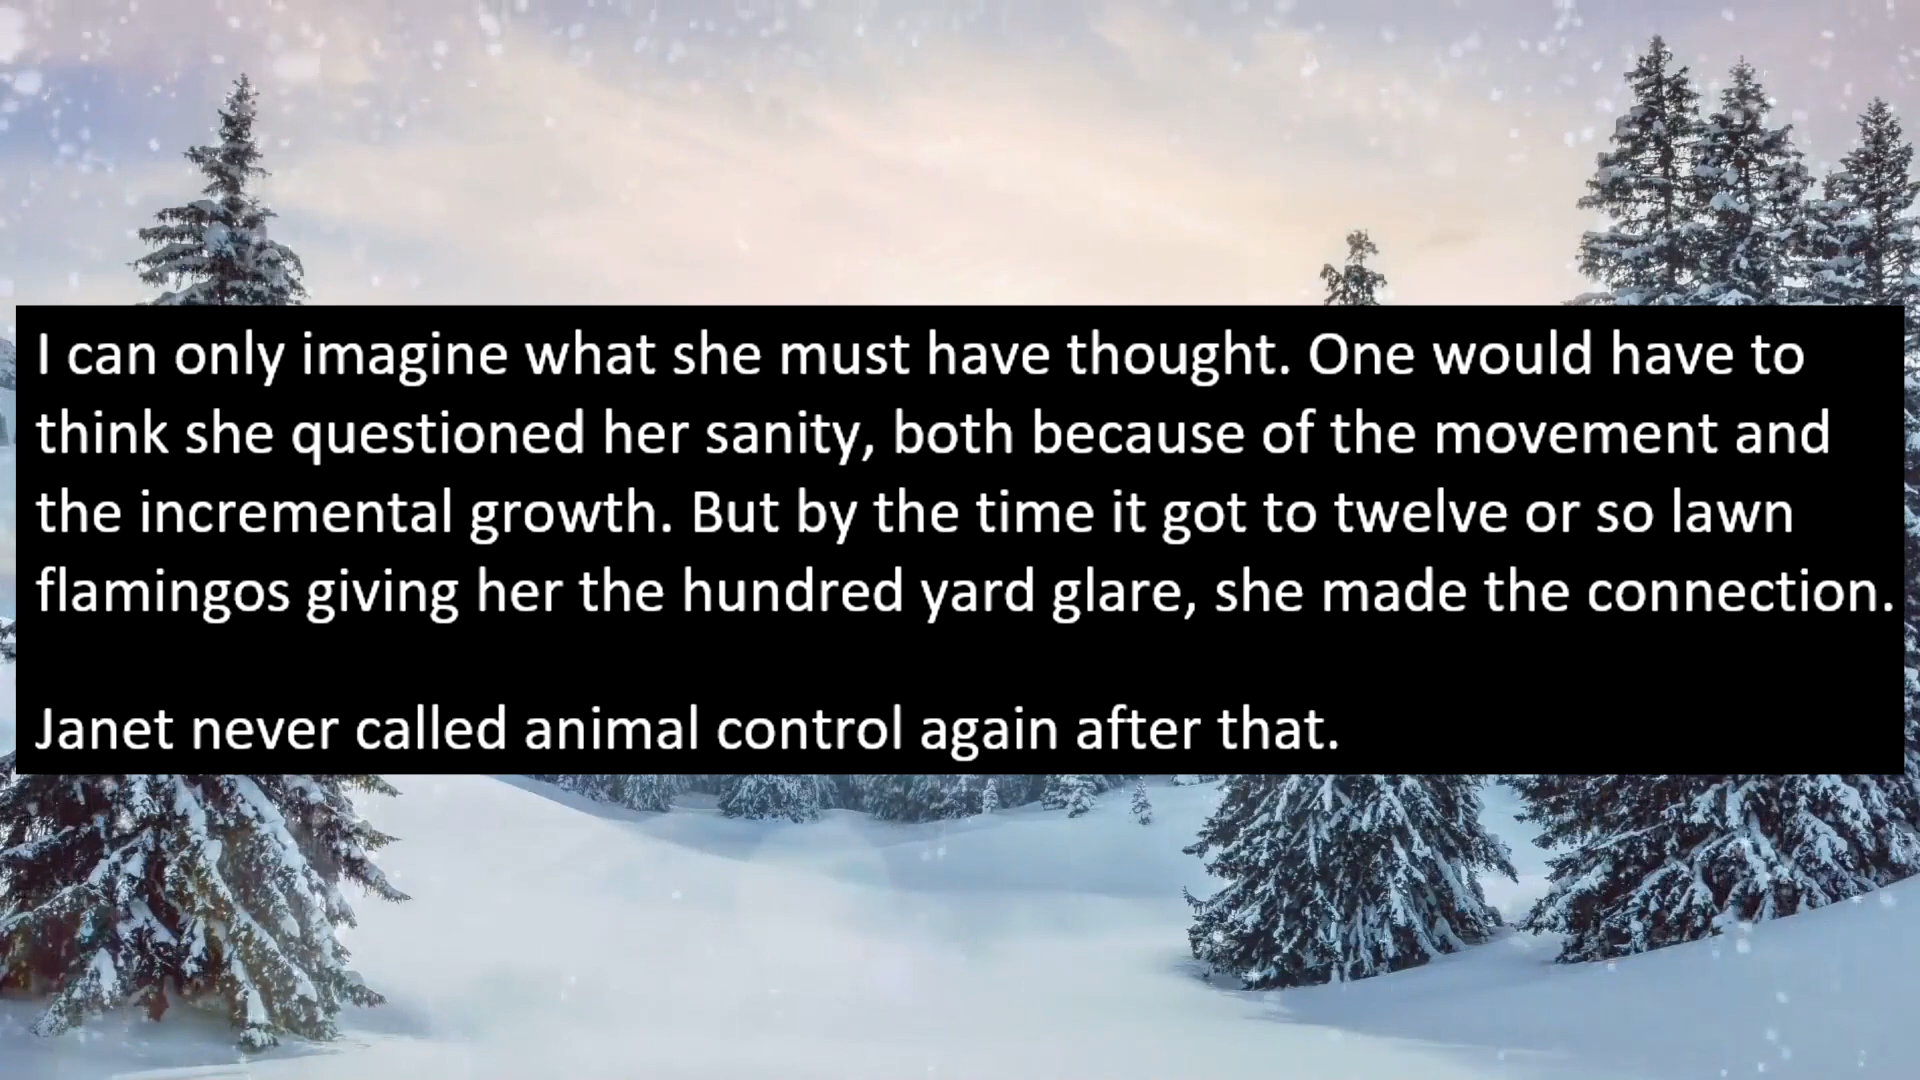 I can only imagine what she must have thought. One would have to
think she questioned her sanity, both because of the movement and
the incremental growth. But by the time it got to twelve or so lawn
flamingos giving her the hundred yard glare, she made the connection.
Janet never called animal control again after that.